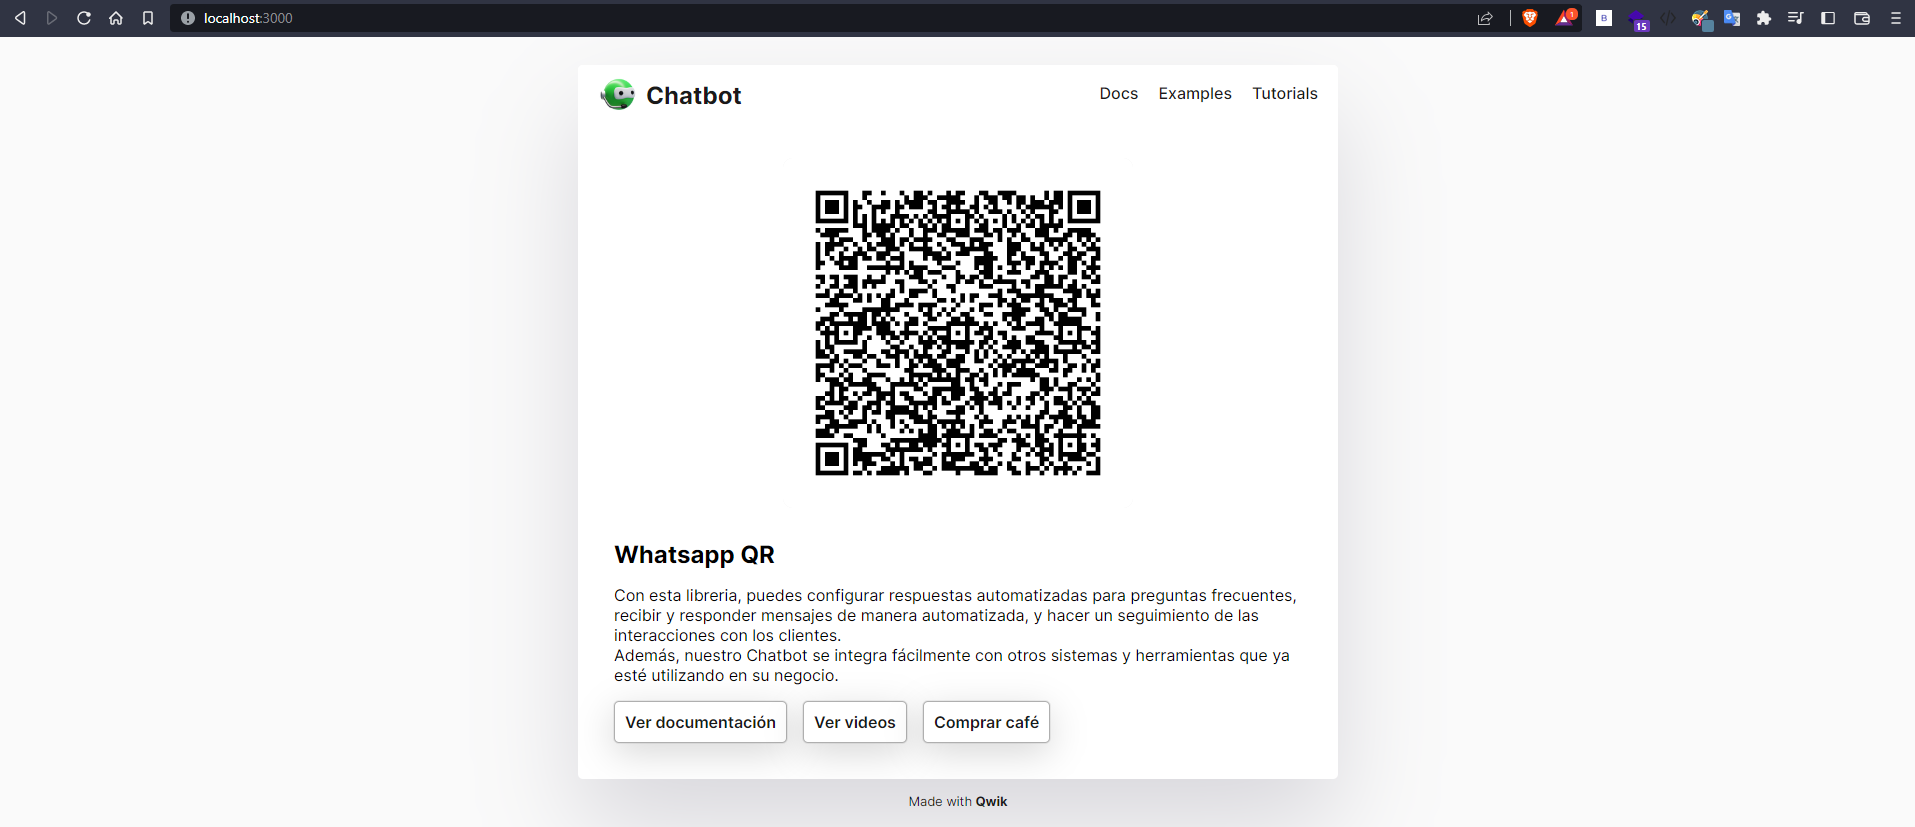 localhost:3000
1
B
15
Chatbot
Docs Examples Tutorials
Whatsapp QR
Con esta libreria, puedes configurar respuestas automatizadas para preguntas frecuentes,
recibir y responder mensajes de manera automatizada, y hacer un seguimiento de las
interacciones con los clientes.
Además, nuestro Chatbot se integra fácilmente con otros sistemas y herramientas que ya
esté utilizando en su negocio.
Ver documentación Ver videos Comprar café
Made with Qwik